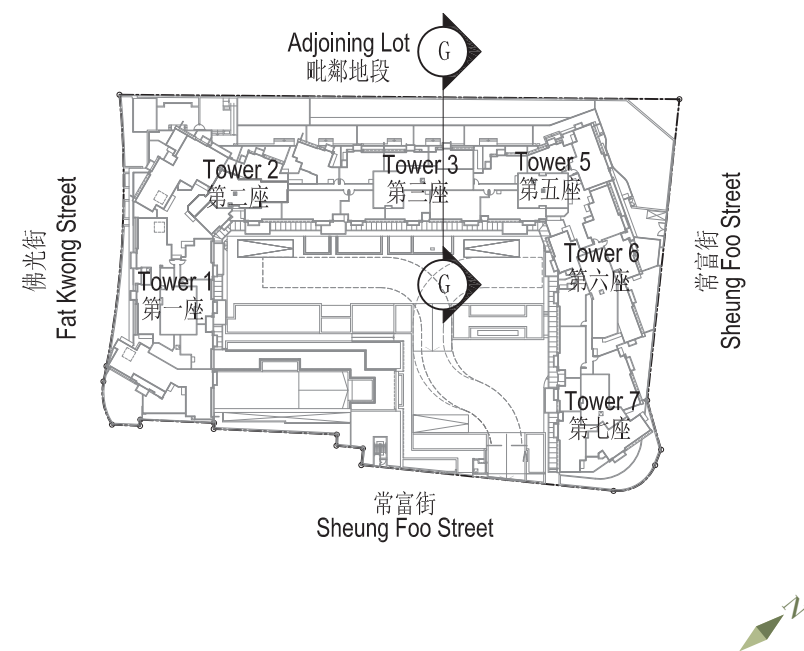 Adjoining Lot
毗鄰地段
G
Tower 2
第二座
Tower 3
第三座
Tower 5
第五座
佛光街
Fat Kwong Street
Tower 1
第一座
G
Tower 6
第六座
常富街
Sheung Foo Street
Tower 7
第七座
常富街
Sheung Foo Street
N